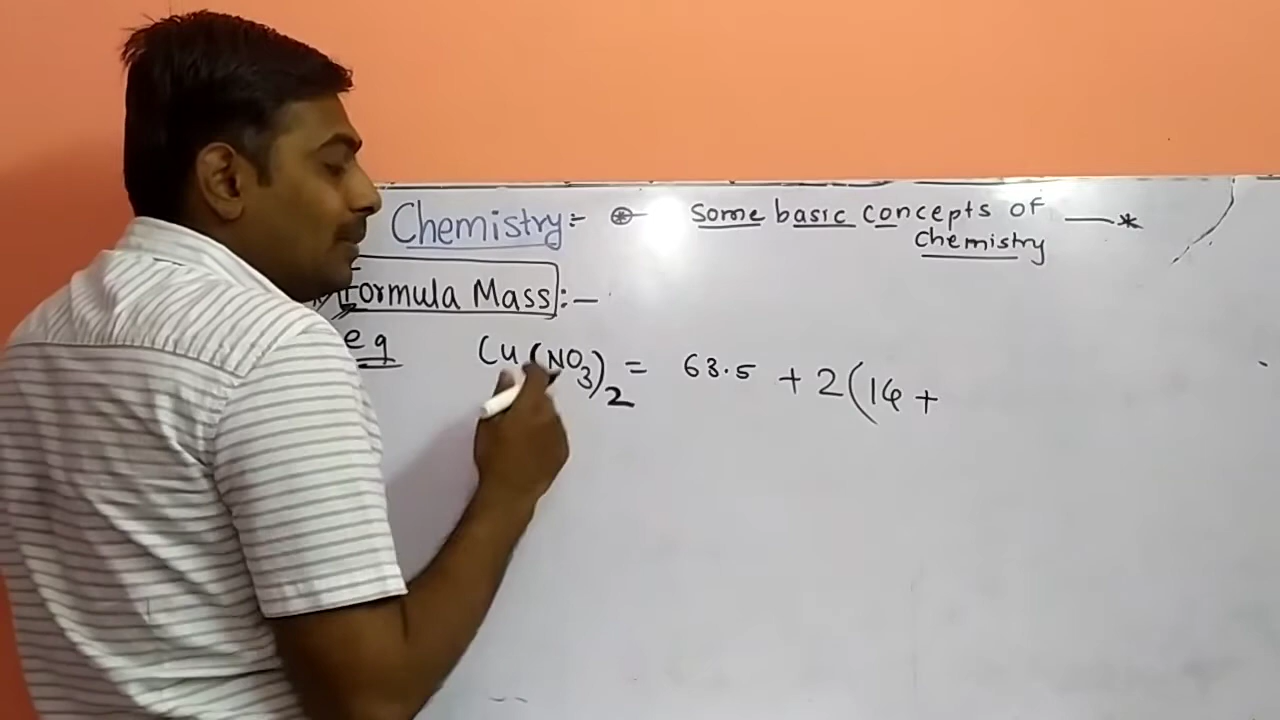 Chemistry:- ⊛- some basic concepts of —*
chemistry
Formula Mass:-
eg Cu(NO3)2 = 63.5 + 2(14 +